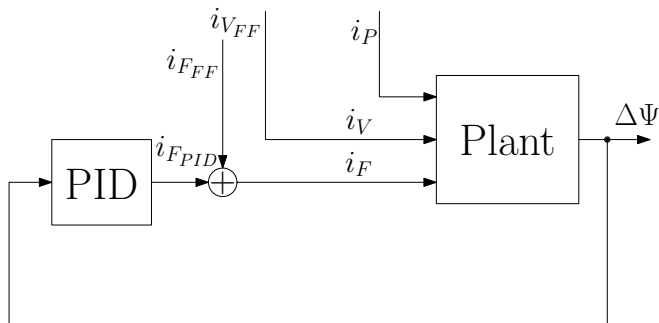 i_{V_{FF}}
i_P
i_{F_{FF}}
ΔΨ
i_{F_{PID}}
i_V
Plant
PID
i_F